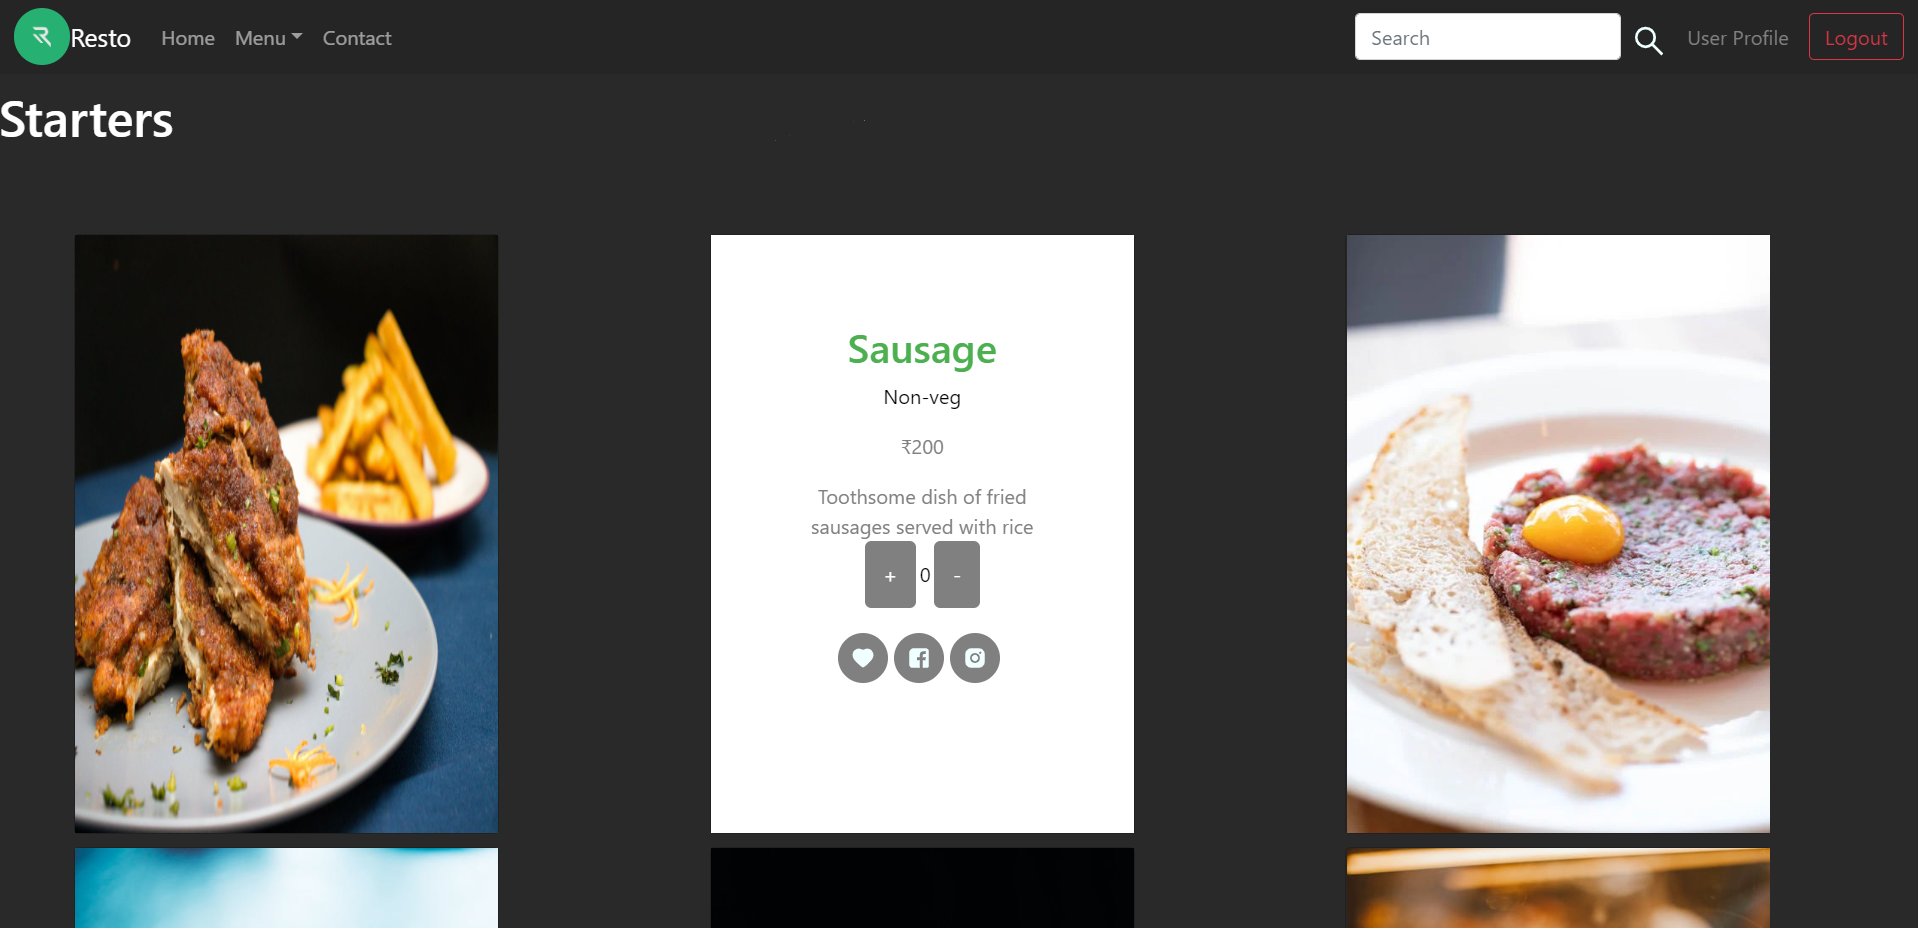 Resto
Home
Menu
Contact
Search
User Profile
Logout
Starters
Sausage
Non-veg
₹200
Toothsome dish of fried
sausages served with rice
+ 0 -